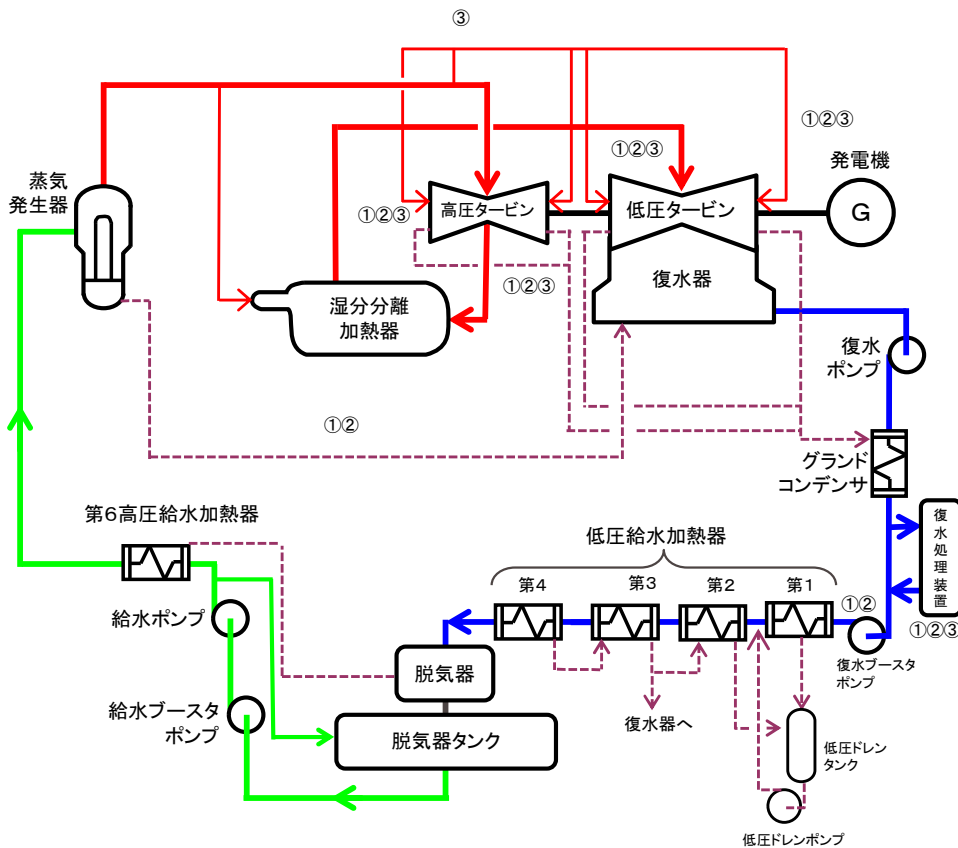 ③
①②③
蒸気
発生器
発電機
①②③
高圧タービン
低圧タービン
G
①②③
復水器
①②③
湿分分離
加熱器
復水
ポンプ
①②
グランド
コンデンサ
第6高圧給水加熱器
低圧給水加熱器
復水処理装置
第4
第3
第2
第1
①②
①②③
給水ポンプ
復水ブースタ
ポンプ
脱気器
給水ブースタ
ポンプ
復水器へ
脱気器タンク
低圧ドレン
タンク
低圧ドレンポンプ